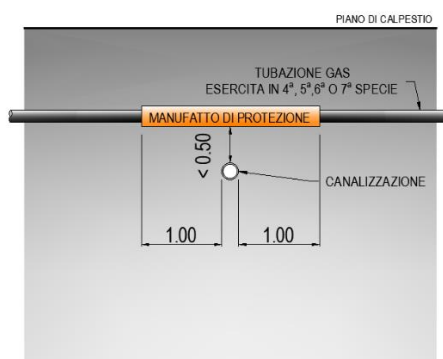 PIANO DI CALPESTIO
TUBAZIONE GAS
ESERCITA IN 4ª, 5ª,6ª O 7ª SPECIE
MANUFATTO DI PROTEZIONE
< 0.50
CANALIZZAZIONE
1.00
1.00